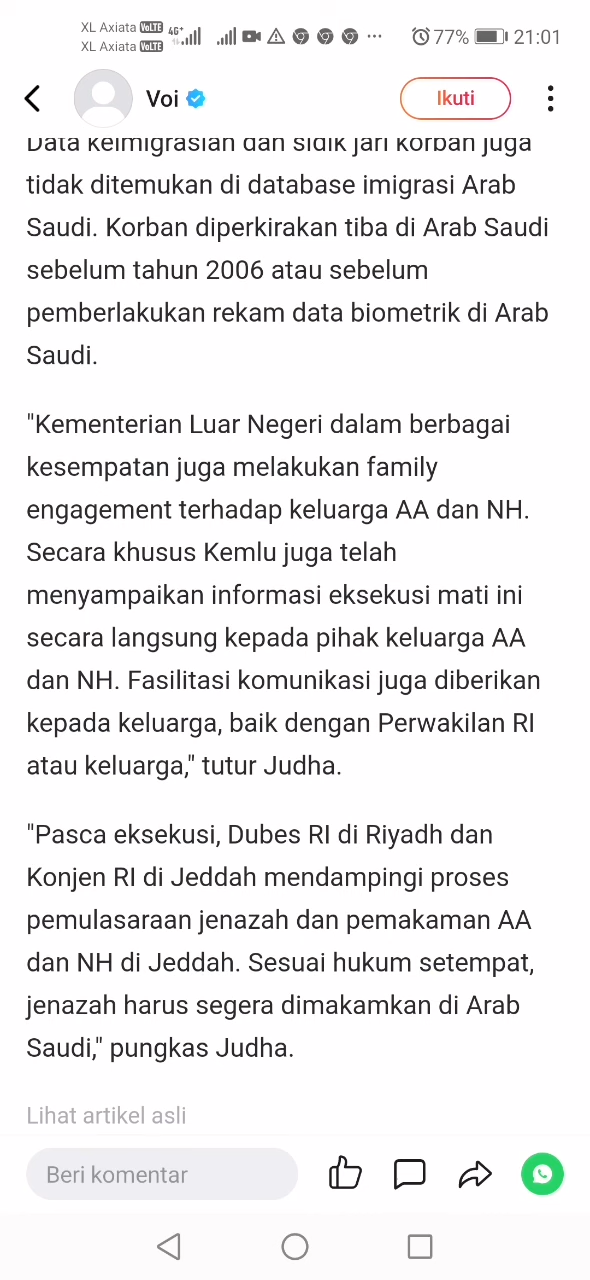 XL Axiata VoLTE 4G+ 77% 21:01
XL Axiata VoLTE
Voi
Ikuti
Data keimigrasian dan sidik jari korban juga
tidak ditemukan di database imigrasi Arab
Saudi. Korban diperkirakan tiba di Arab Saudi
sebelum tahun 2006 atau sebelum
pemberlakukan rekam data biometrik di Arab
Saudi.
"Kementerian Luar Negeri dalam berbagai
kesempatan juga melakukan family
engagement terhadap keluarga AA dan NH.
Secara khusus Kemlu juga telah
menyampaikan informasi eksekusi mati ini
secara langsung kepada pihak keluarga AA
dan NH. Fasilitasi komunikasi juga diberikan
kepada keluarga, baik dengan Perwakilan RI
atau keluarga," tutur Judha.
"Pasca eksekusi, Dubes RI di Riyadh dan
Konjen RI di Jeddah mendampingi proses
pemulasaraan jenazah dan pemakaman AA
dan NH di Jeddah. Sesuai hukum setempat,
jenazah harus segera dimakamkan di Arab
Saudi," pungkas Judha.
Lihat artikel asli
Beri komentar